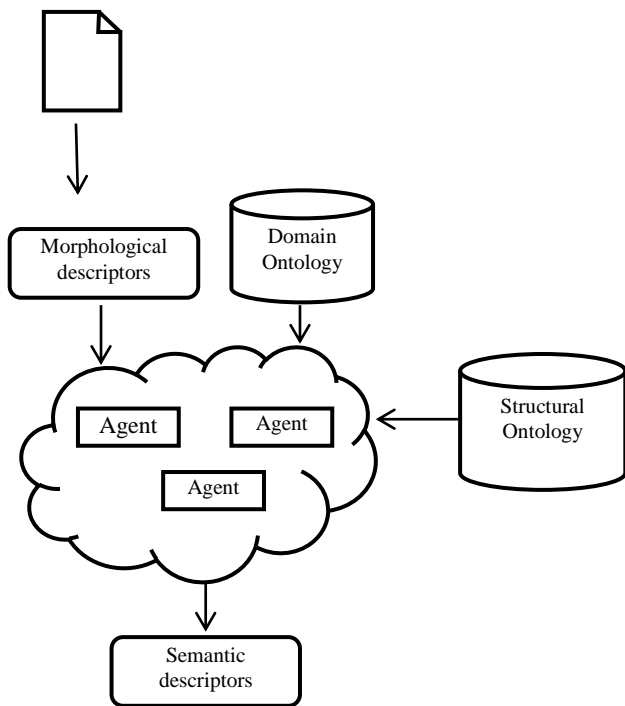 Morphological
descriptors
Domain
Ontology
Structural
Ontology
Agent
Agent
Agent
Semantic
descriptors